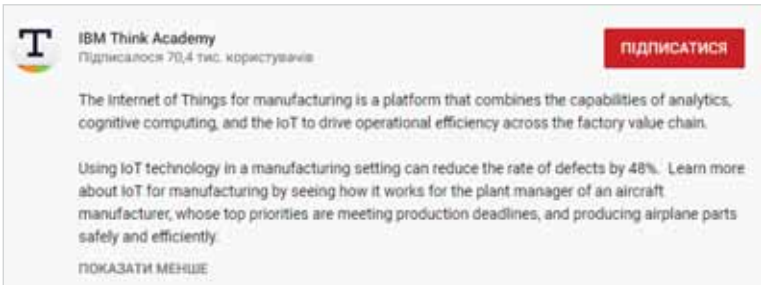 T
IBM Think Academy
Підписалося 70,4 тис. користувачів
ПІДПИСАТИСЯ
The Internet of Things for manufacturing is a platform that combines the capabilities of analytics,
cognitive computing, and the IoT to drive operational efficiency across the factory value chain.
Using IoT technology in a manufacturing setting can reduce the rate of defects by 48%. Learn more
about IoT for manufacturing by seeing how it works for the plant manager of an aircraft
manufacturer, whose top priorities are meeting production deadlines, and producing airplane parts
safely and efficiently.
ПОКАЗАТИ МЕНШЕ